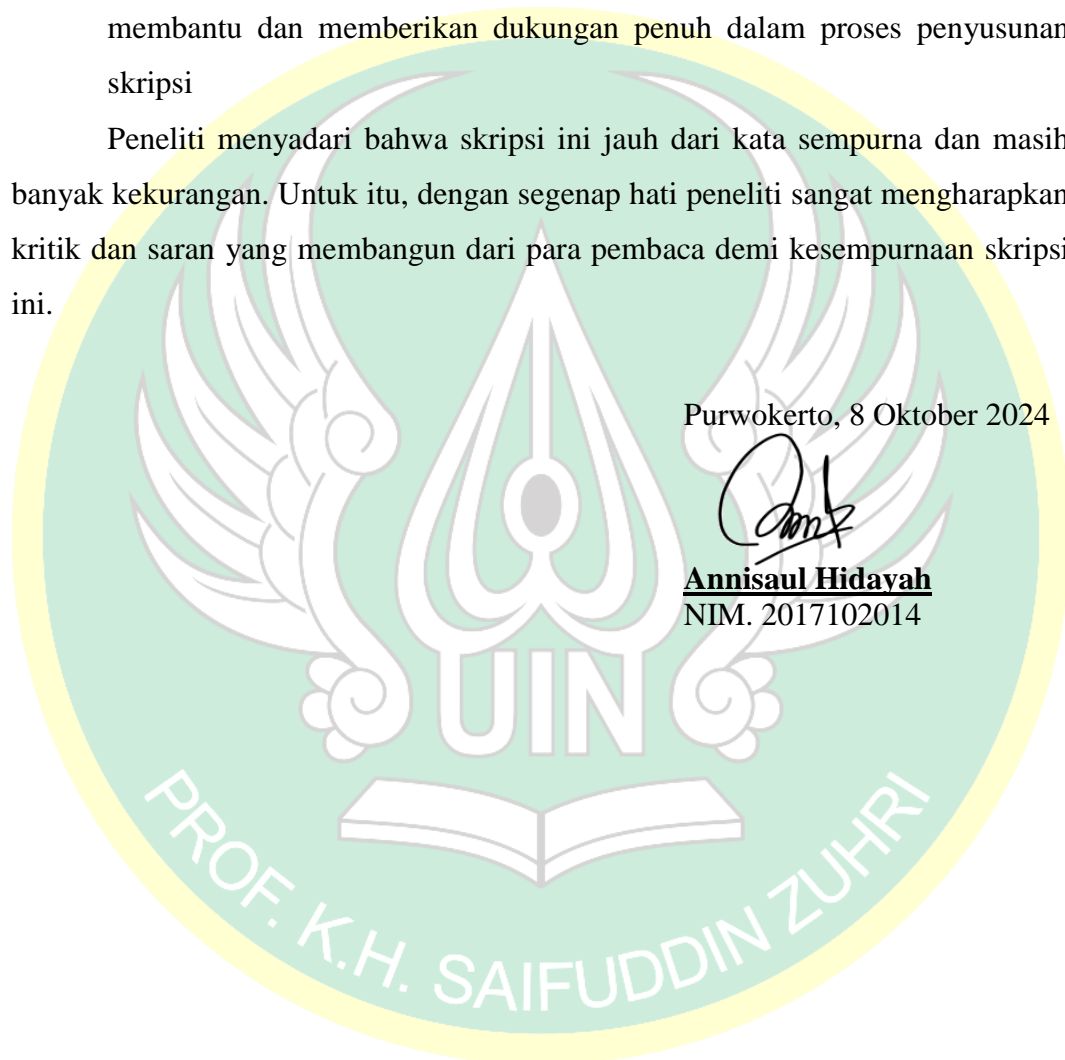 membantu dan memberikan dukungan penuh dalam proses penyusunan
skripsi
Peneliti menyadari bahwa skripsi ini jauh dari kata sempurna dan masih
banyak kekurangan. Untuk itu, dengan segenap hati peneliti sangat mengharapkan
kritik dan saran yang membangun dari para pembaca demi kesempurnaan skripsi
ini.
Purwokerto, 8 Oktober 2024
Annisaul Hidayah
NIM. 2017102014
UIN
PROF. K.H. SAIFUDDIN ZUHRI